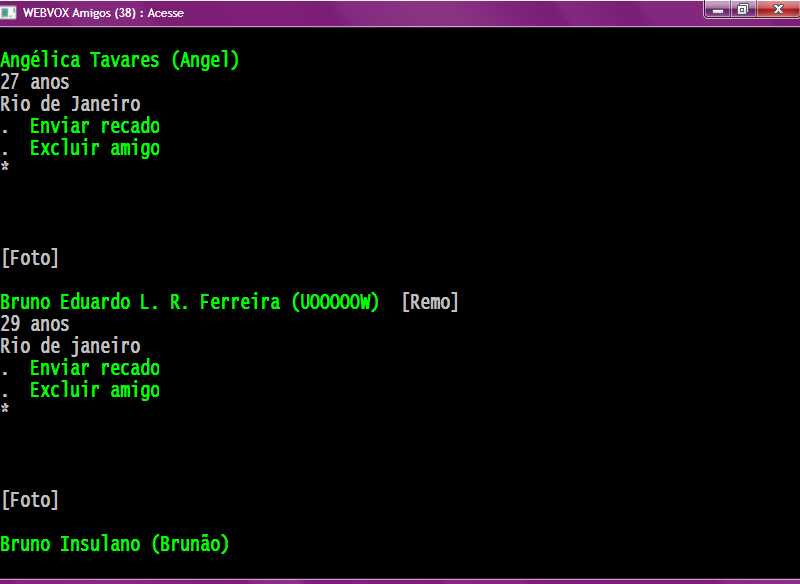 WEBVOX Amigos (38) : Acesse
Angélica Tavares (Angel)
27 anos
Rio de Janeiro
. Enviar recado
. Excluir amigo
*
[Foto]
Bruno Eduardo L. R. Ferreira (UOOOOOW) [Remo]
29 anos
Rio de janeiro
. Enviar recado
. Excluir amigo
*
[Foto]
Bruno Insulano (Brunão)